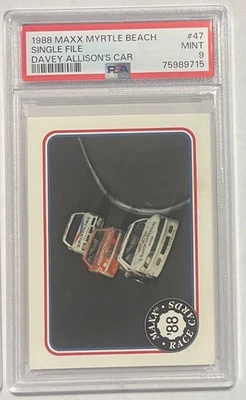 1988 MAXX MYRTLE BEACH #47
SINGLE FILE MINT
DAVEY ALLISON'S CAR 9
PSA 75989715
MAXX '88 RACE CARDS